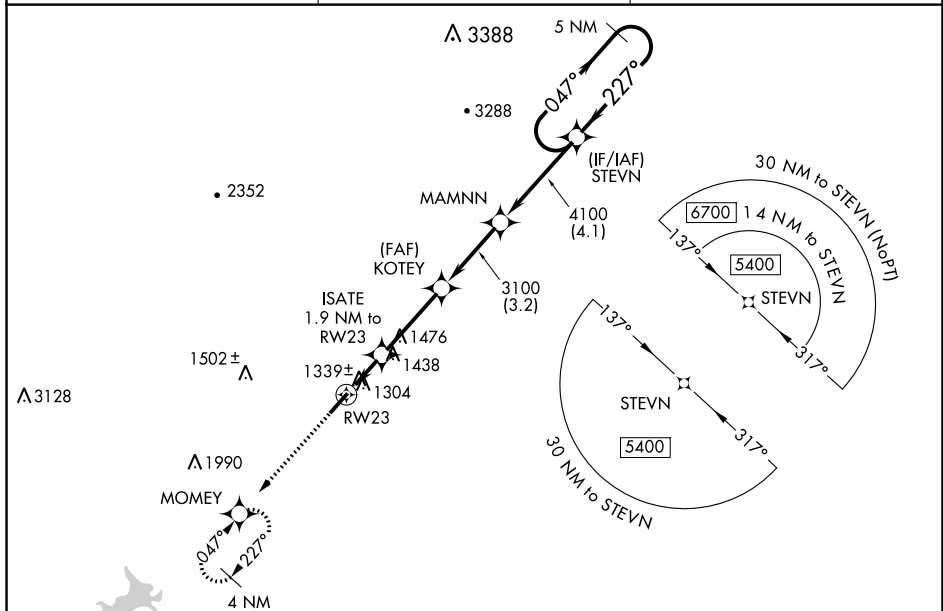 3388
5 NM
047°
227°
3288
(IF/IAF)
STEVN
2352
MAMNN
4100
(4.1)
(FAF)
KOTEY
3100
(3.2)
ISATE
1.9 NM to
RW23
1476
1438
1502 ±
1339 ±
1304
3128
RW23
1990
MOMEY
047°
227°
4 NM
30 NM to STEVN (NoPT)
6700
14 NM to STEVN
137°
5400
STEVN
317°
137°
STEVN
317°
5400
30 NM to STEVN